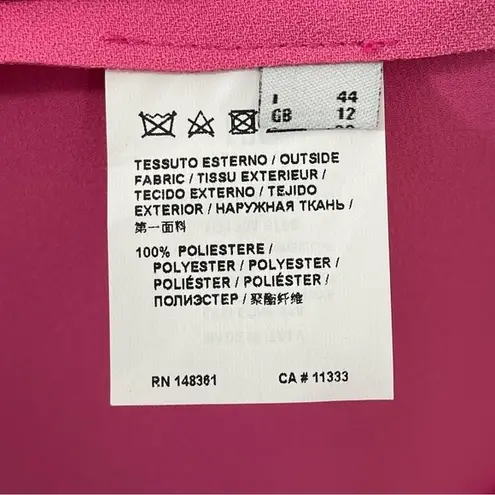 I 44
GB 12
TESSUTO ESTERNO / OUTSIDE
FABRIC / TISSU EXTERIEUR /
TECIDO EXTERNO / TEJIDO
EXTERIOR / НАРУЖНАЯ ТКАНЬ /
第一面料
100% POLIESTERE /
POLYESTER / POLYESTER /
POLIÉSTER / POLIÉSTER /
ПОЛИЭСТЕР / 聚酯纤维
RN 148361 CA # 11333